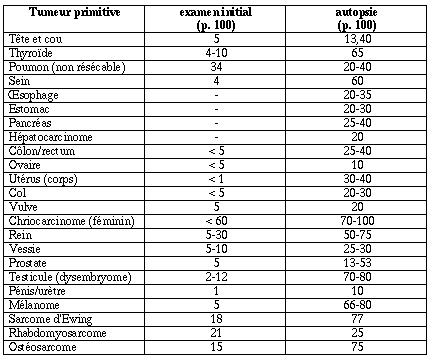 Tumeur primitive examen initial (p. 100) autopsie (p. 100)
Tête et cou 5 13,40
Thyroïde 4-10 65
Poumon (non résécable) 34 20-40
Sein 4 60
Œsophage - 20-35
Estomac - 20-30
Pancréas - 25-40
Hépatocarcinome - 20
Côlon/rectum < 5 25-40
Ovaire < 5 10
Utérus (corps) < 1 30-40
Col < 5 20-30
Vulve 5 20
Chriocarcinome (féminin) < 60 70-100
Rein 5-30 50-75
Vessie 5-10 25-30
Prostate 5 13-53
Testicule (dysembryome) 2-12 70-80
Pénis/urètre 1 10
Mélanome 5 66-80
Sarcome d'Ewing 18 77
Rhabdomyosarcome 21 25
Ostéosarcome 15 75